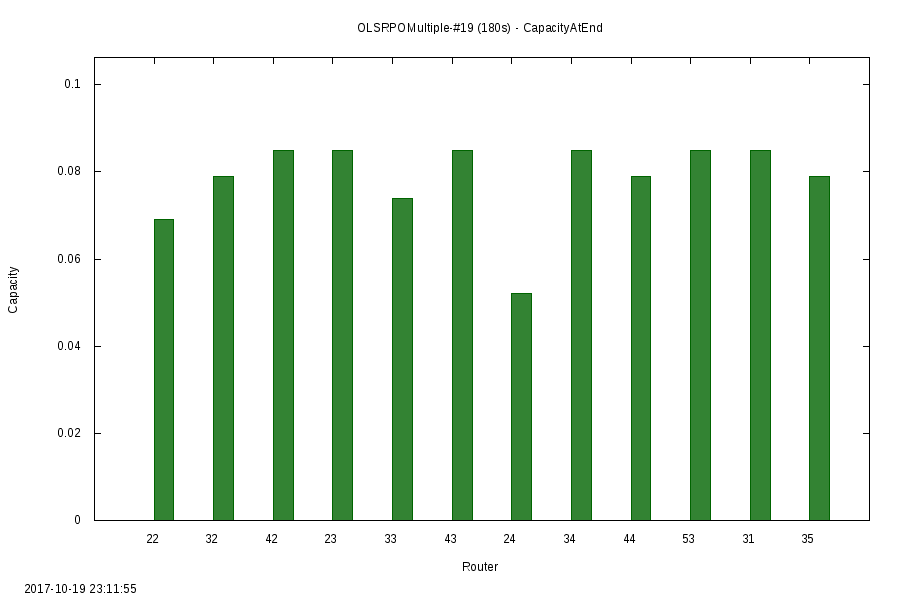 OLSRPOMultiple-#19 (180s) - CapacityAtEnd
0.1
0.08
0.06
0.04
0.02
0
Capacity
22 32 42 23 33 43 24 34 44 53 31 35
Router
2017-10-19 23:11:55